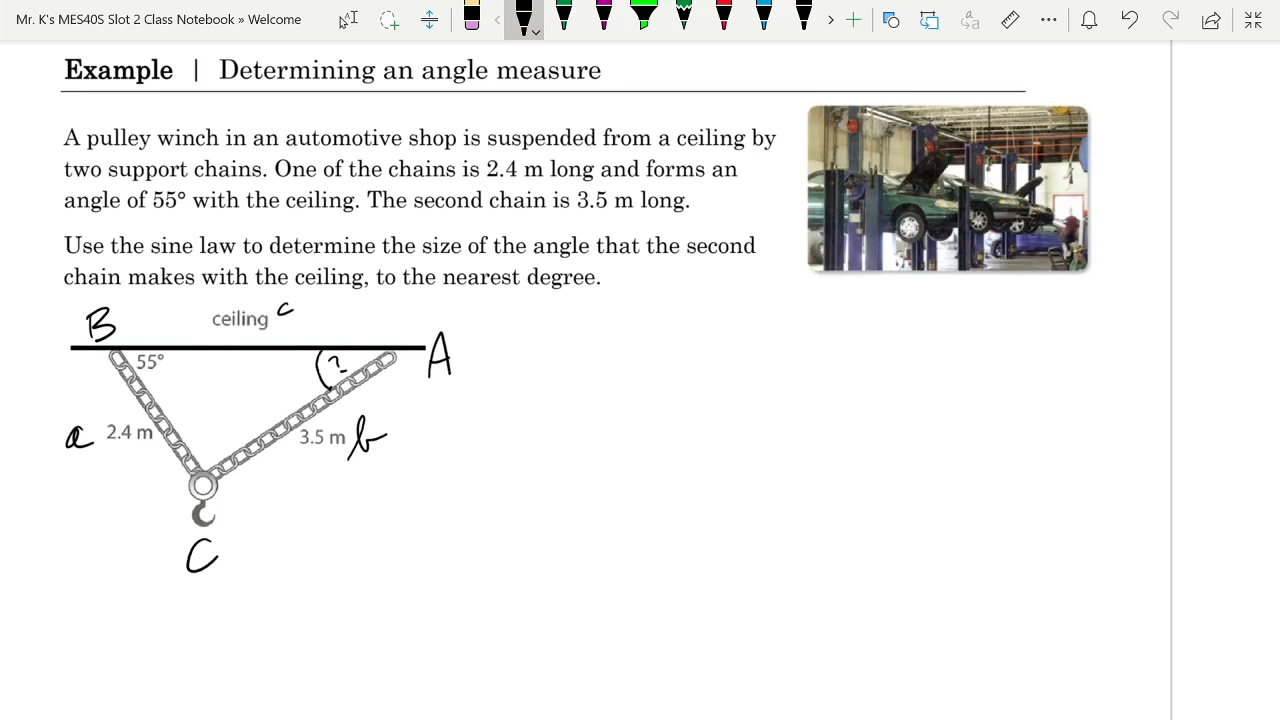 Mr. K's MES40S Slot 2 Class Notebook » Welcome
Example | Determining an angle measure
A pulley winch in an automotive shop is suspended from a ceiling by
two support chains. One of the chains is 2.4 m long and forms an
angle of 55° with the ceiling. The second chain is 3.5 m long.
Use the sine law to determine the size of the angle that the second
chain makes with the ceiling, to the nearest degree.
B ceiling c
55° ? A
a 2.4 m 3.5 m b
C